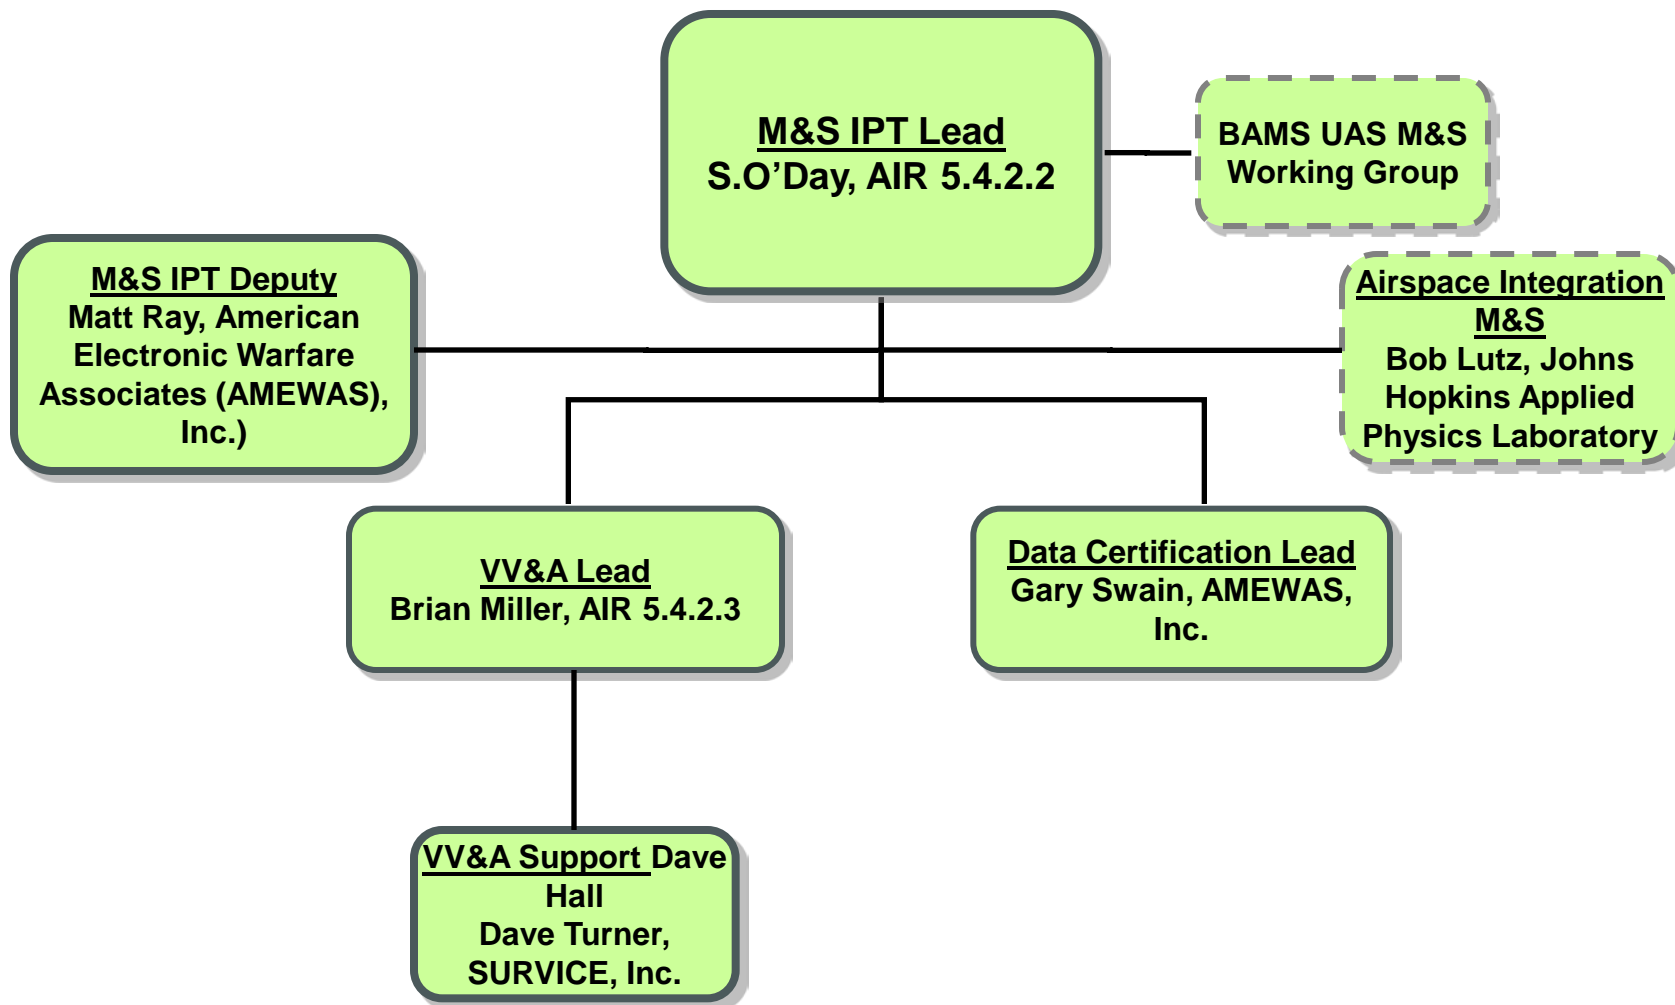 M&S IPT Lead
S.O’Day, AIR 5.4.2.2
BAMS UAS M&S
Working Group
M&S IPT Deputy
Matt Ray, American
Electronic Warfare
Associates (AMEWAS),
Inc.)
Airspace Integration
M&S
Bob Lutz, Johns
Hopkins Applied
Physics Laboratory
VV&A Lead
Brian Miller, AIR 5.4.2.3
Data Certification Lead
Gary Swain, AMEWAS,
Inc.
VV&A Support Dave
Hall
Dave Turner,
SURVICE, Inc.